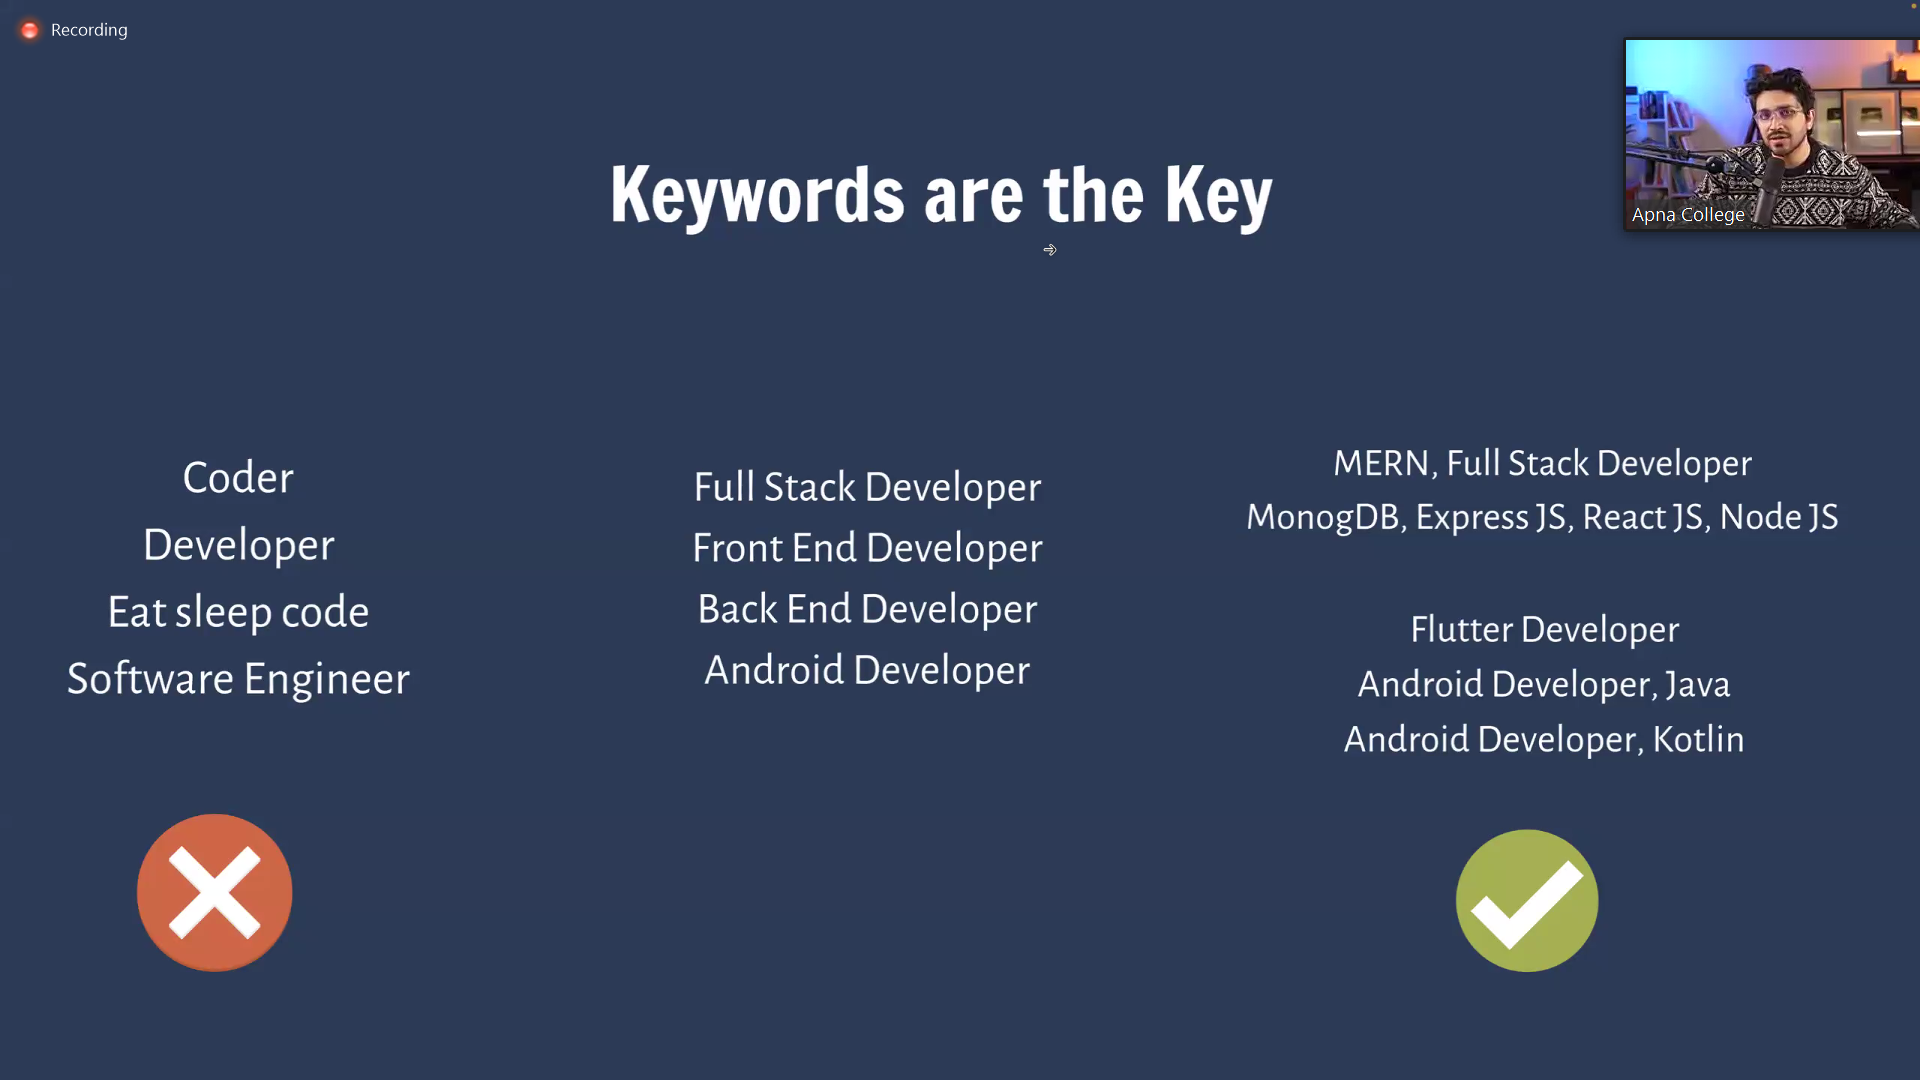 Recording
Apna College
Keywords are the Key
Coder
Developer
Eat sleep code
Software Engineer
Full Stack Developer
Front End Developer
Back End Developer
Android Developer
MERN, Full Stack Developer
MonogDB, Express JS, React JS, Node JS
Flutter Developer
Android Developer, Java
Android Developer, Kotlin